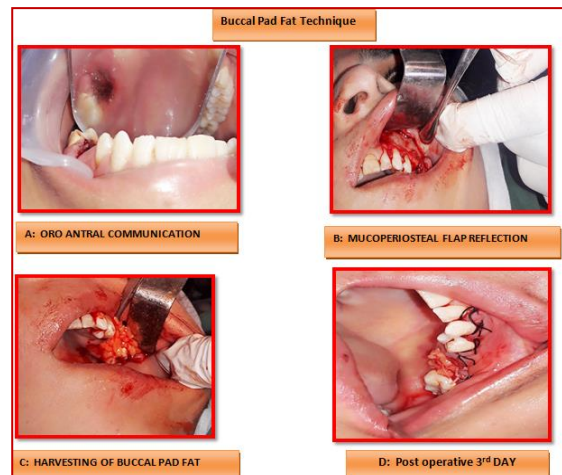 Buccal Pad Fat Technique
A: ORO ANTRAL COMMUNICATION
B: MUCOPERIOSTEAL FLAP REFLECTION
C: HARVESTING OF BUCCAL PAD FAT
D: Post operative 3rd DAY